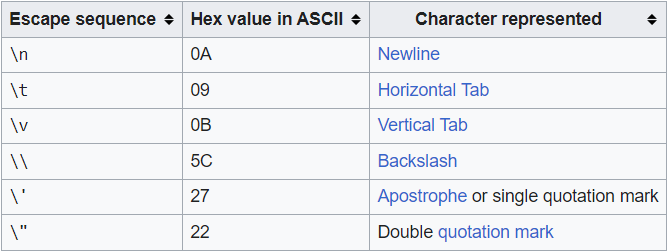 Escape sequence Hex value in ASCII Character represented
\n 0A Newline
\t 09 Horizontal Tab
\v 0B Vertical Tab
\\ 5C Backslash
\' 27 Apostrophe or single quotation mark
\" 22 Double quotation mark